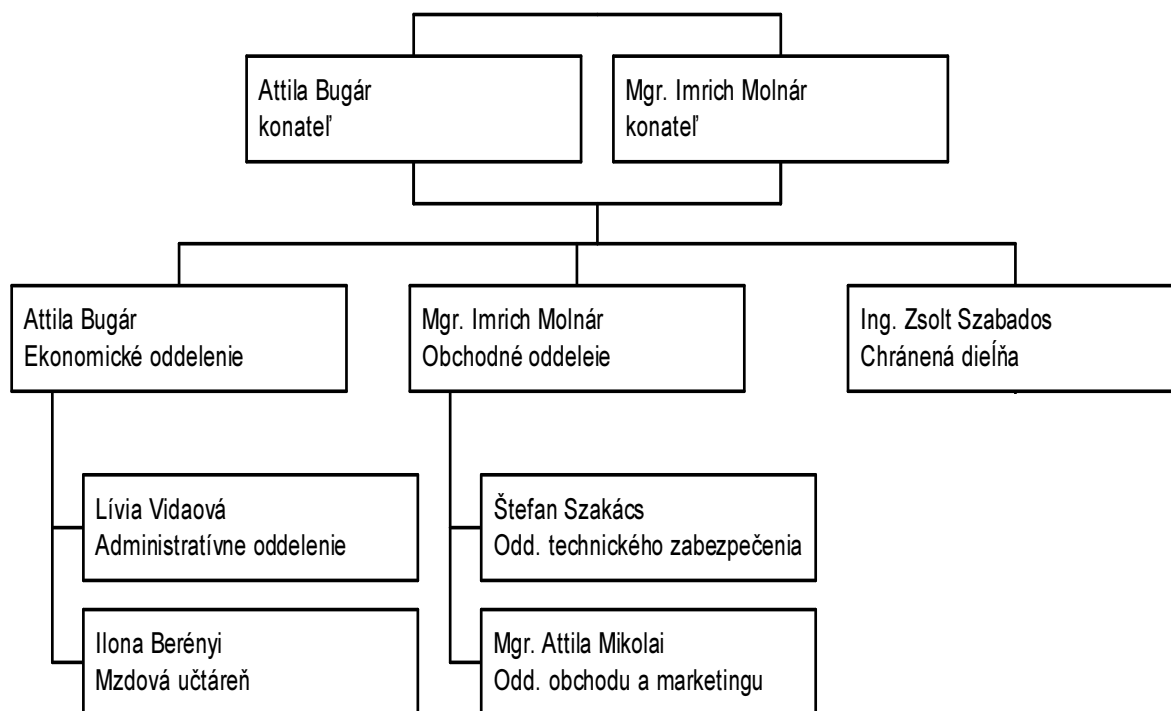 Attila Bugár
konateľ
Mgr. Imrich Molnár
konateľ
Attila Bugár
Ekonomické oddelenie
Mgr. Imrich Molnár
Obchodné oddeleie
Ing. Zsolt Szabados
Chránená dieĺňa
Lívia Vidaová
Administratívne oddelenie
Štefan Szakács
Odd. technického zabezpečenia
Ilona Berényi
Mzdová učtáreň
Mgr. Attila Mikolai
Odd. obchodu a marketingu